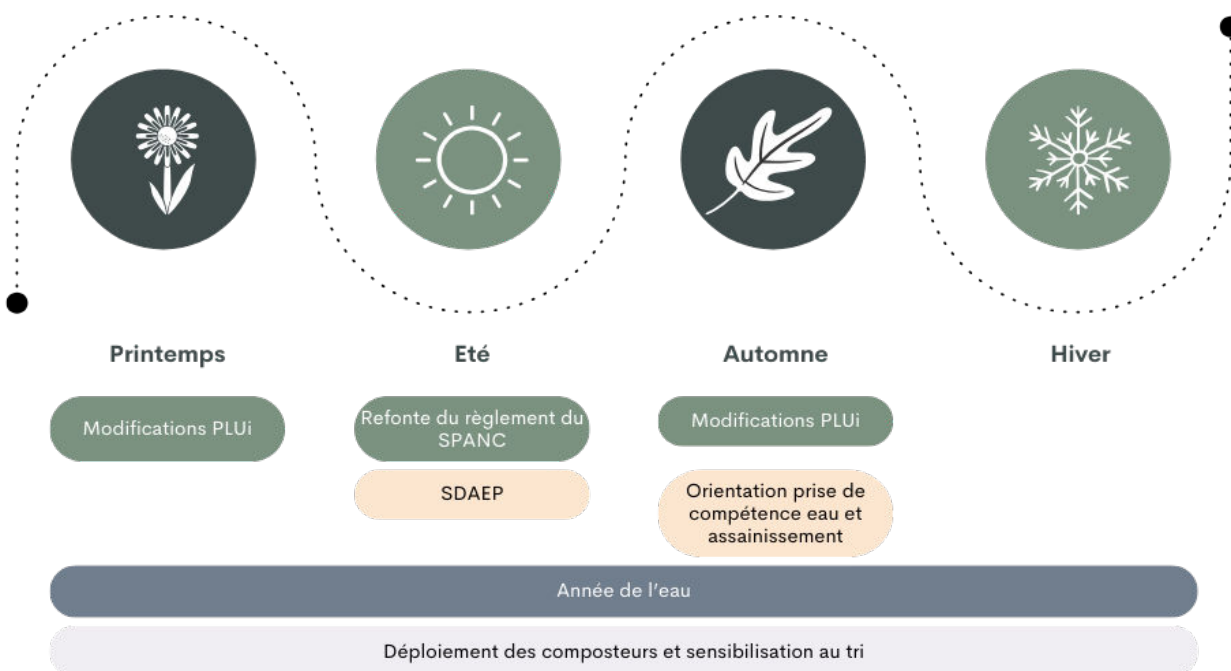 Printemps
Eté
Automne
Hiver
Modifications PLUi
Refonte du règlement du
SPANC
Modifications PLUi
SDAEP
Orientation prise de
compétence eau et
assainissement
Année de l'eau
Déploiement des composteurs et sensibilisation au tri